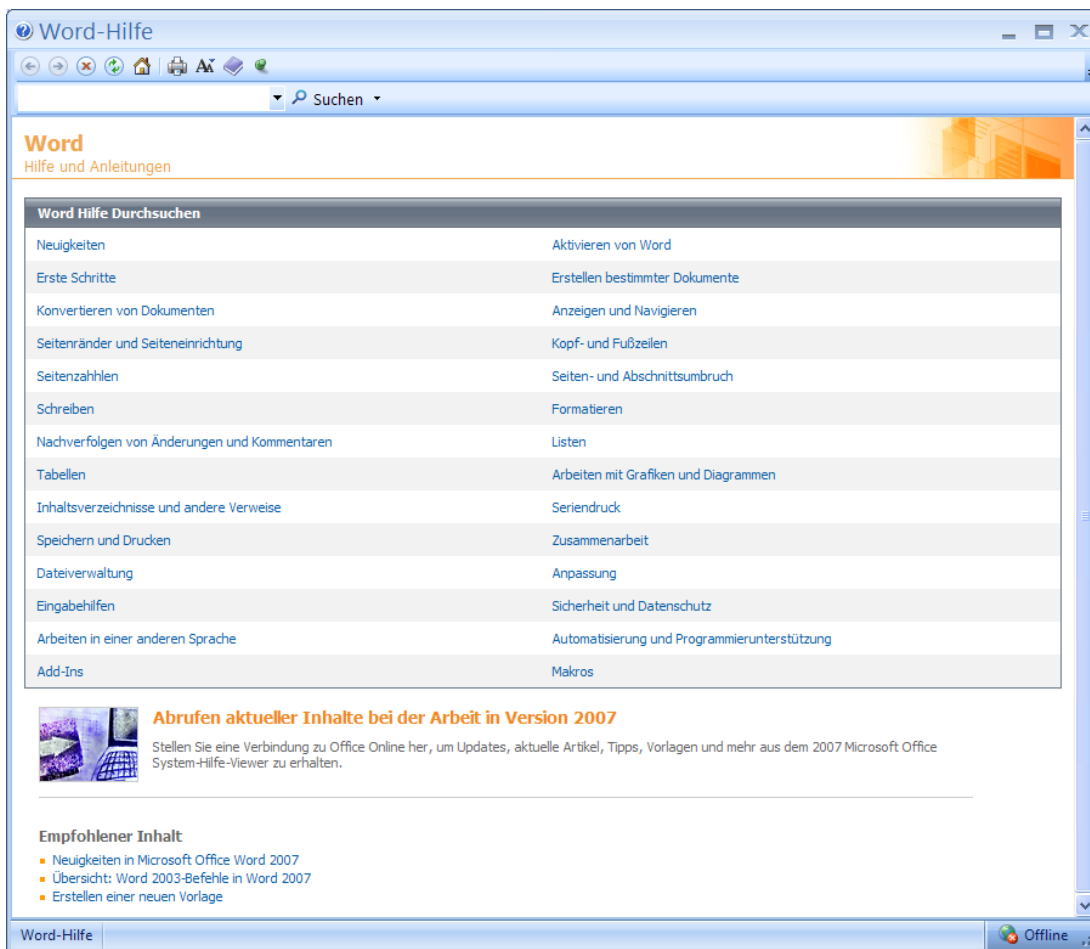 Word-Hilfe
Suchen
Word
Hilfe und Anleitungen
Word Hilfe Durchsuchen
Neuigkeiten Aktivieren von Word
Erste Schritte Erstellen bestimmter Dokumente
Konvertieren von Dokumenten Anzeigen und Navigieren
Seitenränder und Seiteneinrichtung Kopf- und Fußzeilen
Seitenzahhlen Seiten- und Abschnittsumbruch
Schreiben Formatieren
Nachverfolgen von Änderungen und Kommentaren Listen
Tabellen Arbeiten mit Grafiken und Diagrammen
Inhaltsverzeichnisse und andere Verweise Seriendruck
Speichern und Drucken Zusammenarbeit
Dateiverwaltung Anpassung
Eingabehilfen Sicherheit und Datenschutz
Arbeiten in einer anderen Sprache Automatisierung und Programmierunterstützung
Add-Ins Makros
Abrufen aktueller Inhalte bei der Arbeit in Version 2007
Stellen Sie eine Verbindung zu Office Online her, um Updates, aktuelle Artikel, Tipps, Vorlagen und mehr aus dem 2007 Microsoft Office
System-Hilfe-Viewer zu erhalten.
Empfohlener Inhalt
Neuigkeiten in Microsoft Office Word 2007
Übersicht: Word 2003-Befehle in Word 2007
Erstellen einer neuen Vorlage
Word-Hilfe Offline